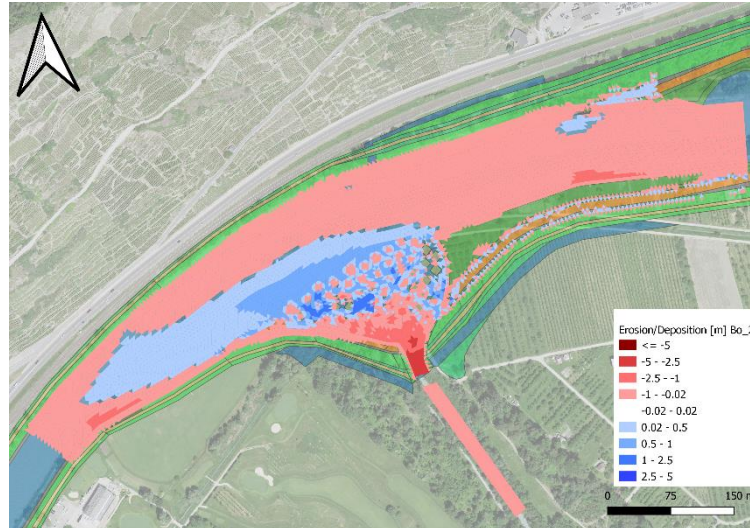 Erosion/Deposition [m] Bo_
<= -5
-5 - -2.5
-2.5 - -1
-1 - -0.02
-0.02 - 0.02
0.02 - 0.5
0.5 - 1
1 - 2.5
2.5 - 5
0 75 150 m